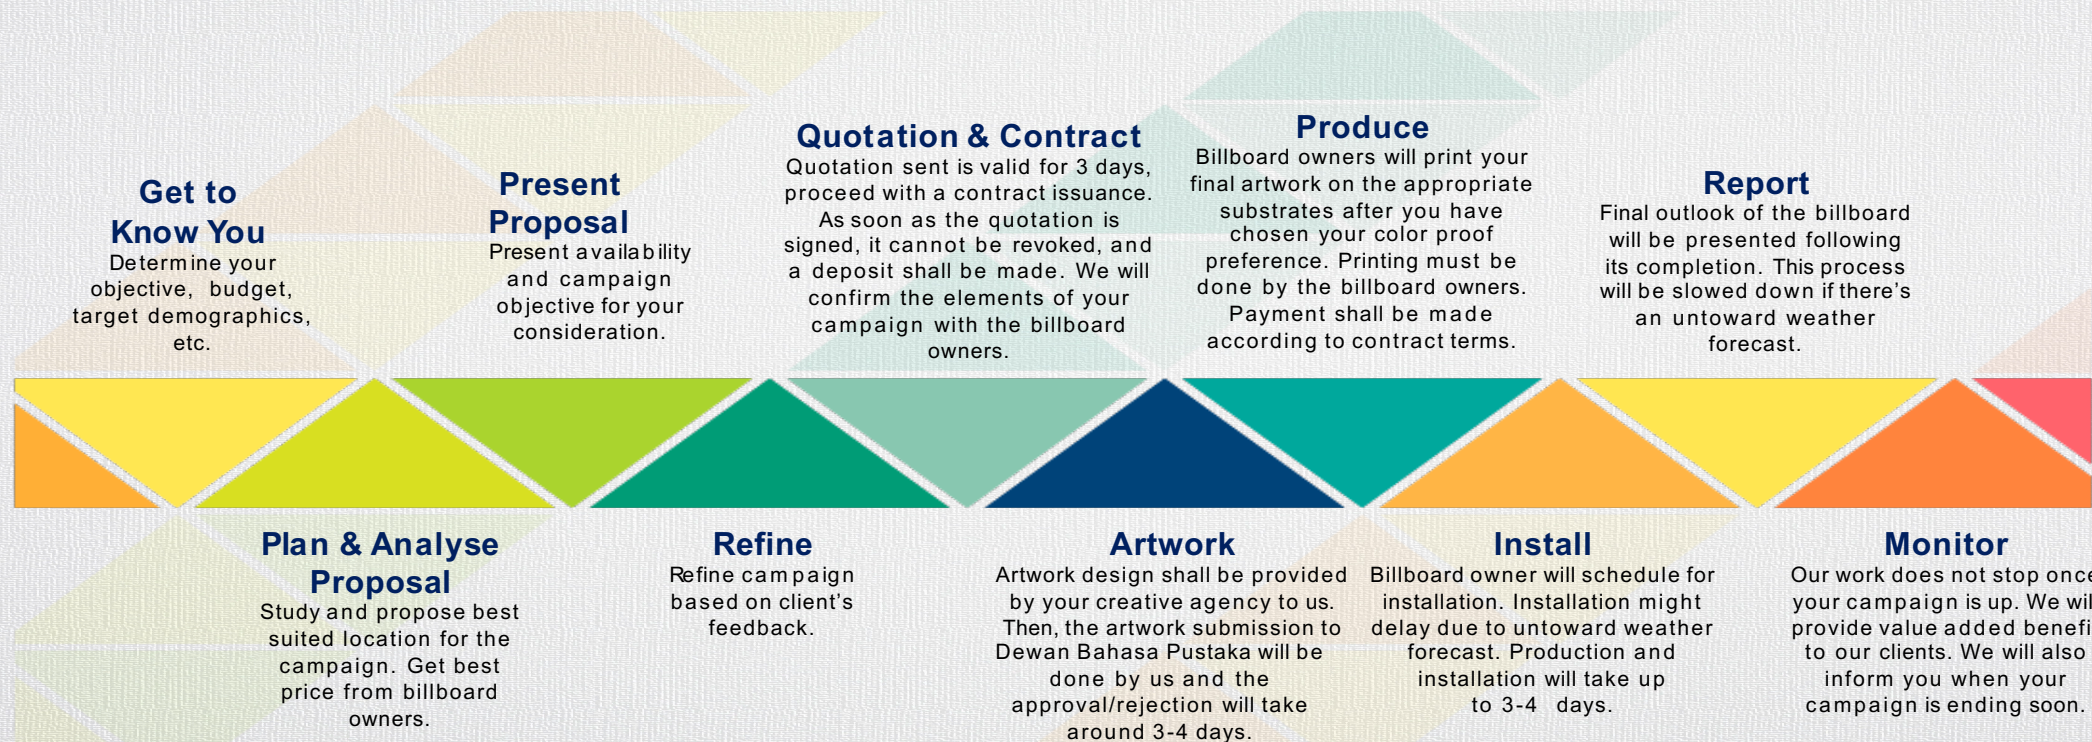 Get to
Know You
Determine your
objective, budget,
target demographics,
etc.
Plan & Analyse
Proposal
Study and propose best
suited location for the
campaign. Get best
price from billboard
owners.
Present
Proposal
Present availability
and campaign
objective for your
consideration.
Refine
Refine campaign
based on client's
feedback.
Quotation & Contract
Quotation sent is valid for 3 days,
proceed with a contract issuance.
As soon as the quotation is
signed, it cannot be revoked, and
a deposit shall be made. We will
confirm the elements of your
campaign with the billboard
owners.
Artwork
Artwork design shall be provided
by your creative agency to us.
Then, the artwork submission to
Dewan Bahasa Pustaka will be
done by us and the
approval/rejection will take
around 3-4 days.
Produce
Billboard owners will print your
final artwork on the appropriate
substrates after you have
chosen your color proof
preference. Printing must be
done by the billboard owners.
Payment shall be made
according to contract terms.
Install
Billboard owner will schedule for
installation. Installation might
delay due to untoward weather
forecast. Production and
installation will take up
to 3-4 days.
Report
Final outlook of the billboard
will be presented following
its completion. This process
will be slowed down if there's
an untoward weather
forecast.
Monitor
Our work does not stop once
your campaign is up. We wil
provide value added benefi
to our clients. We will also
inform you when your
campaign is ending soon.